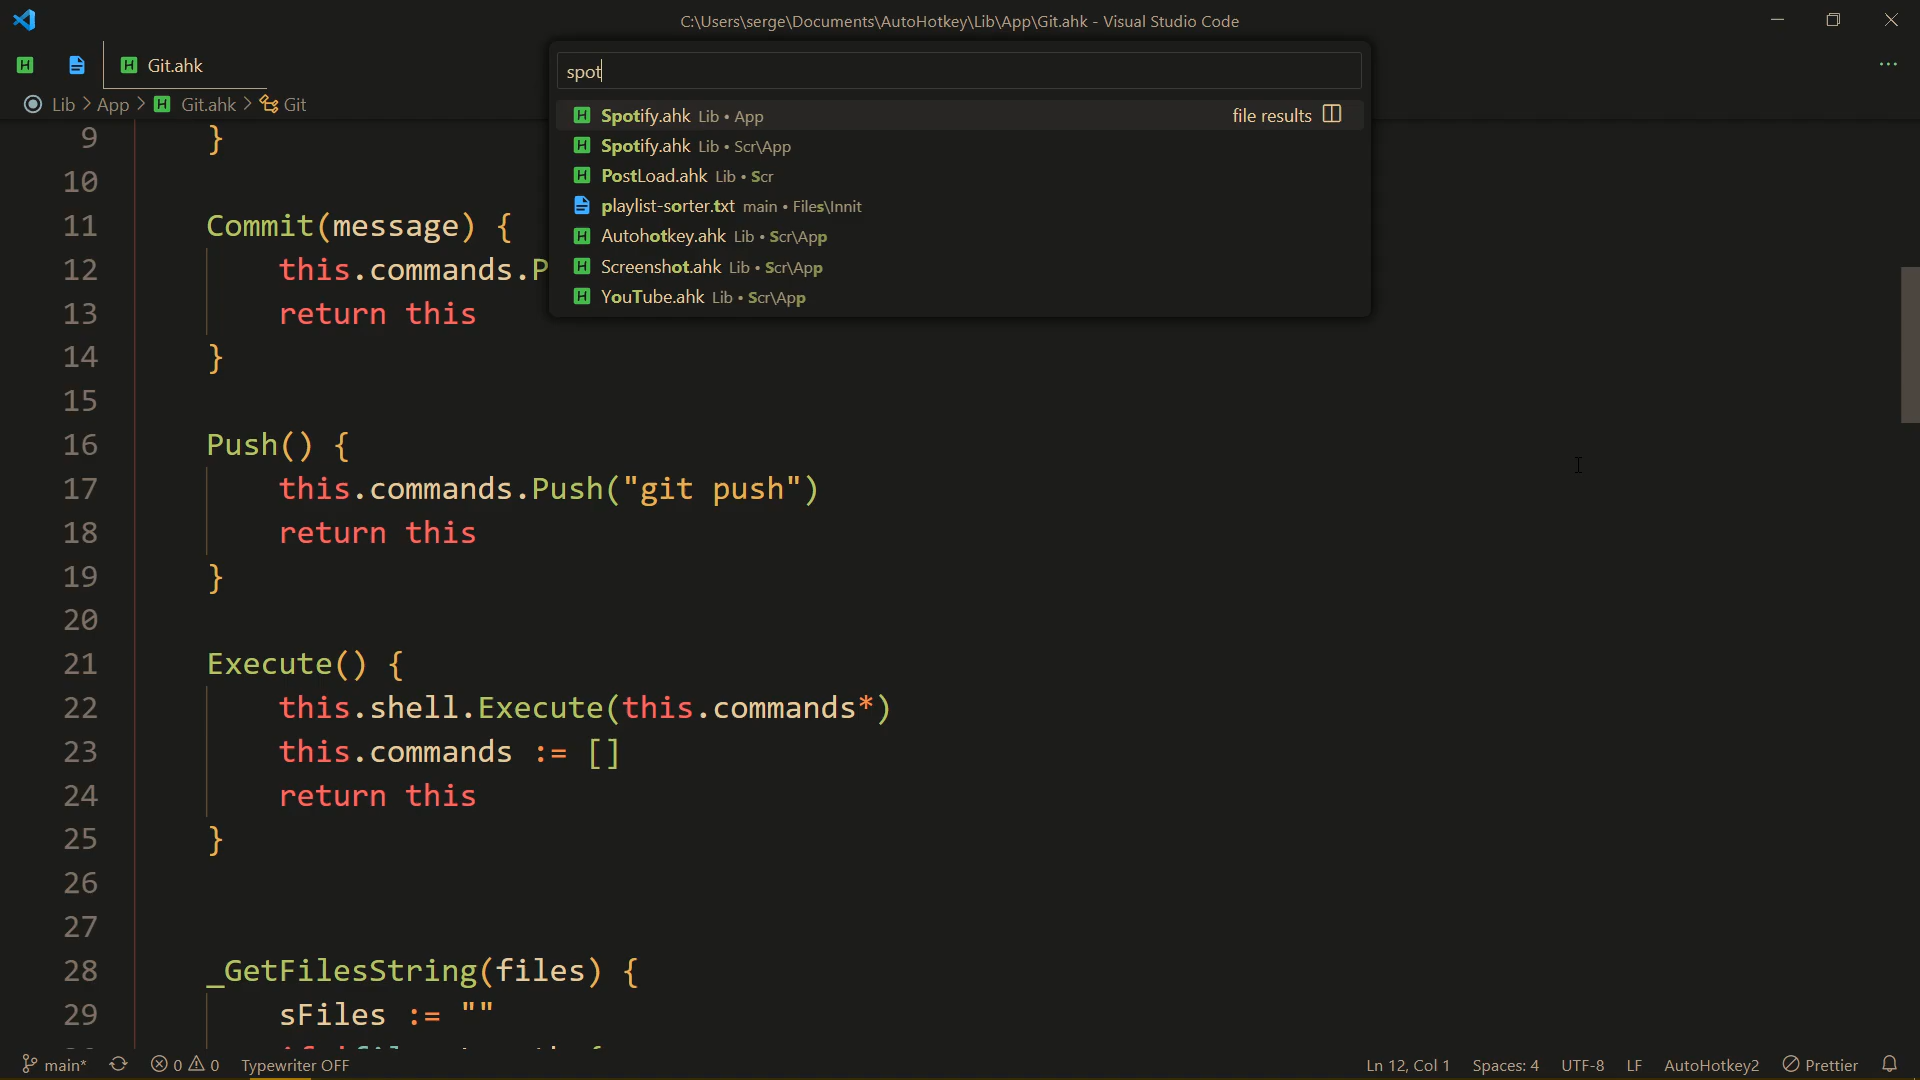 C:\Users\serge\Documents\AutoHotkey\Lib\App\Git.ahk - Visual Studio Code
Git.ahk
Lib > App > Git.ahk > Git
spot
Spotify.ahk Lib • App file results
Spotify.ahk Lib • Scr\App
PostLoad.ahk Lib • Scr
playlist-sorter.txt main • Files\Innit
Autohotkey.ahk Lib • Scr\App
Screenshot.ahk Lib • Scr\App
YouTube.ahk Lib • Scr\App
9 }
10
11 Commit(message) {
12 this.commands.P
13 return this
14 }
15
16 Push() {
17 this.commands.Push("git push")
18 return this
19 }
20
21 Execute() {
22 this.shell.Execute(this.commands*)
23 this.commands := []
24 return this
25 }
26
27
28 _GetFilesString(files) {
29 sFiles := ""
main* 0 0 Typewriter OFF Ln 12, Col 1 Spaces: 4 UTF-8 LF AutoHotkey2 Prettier